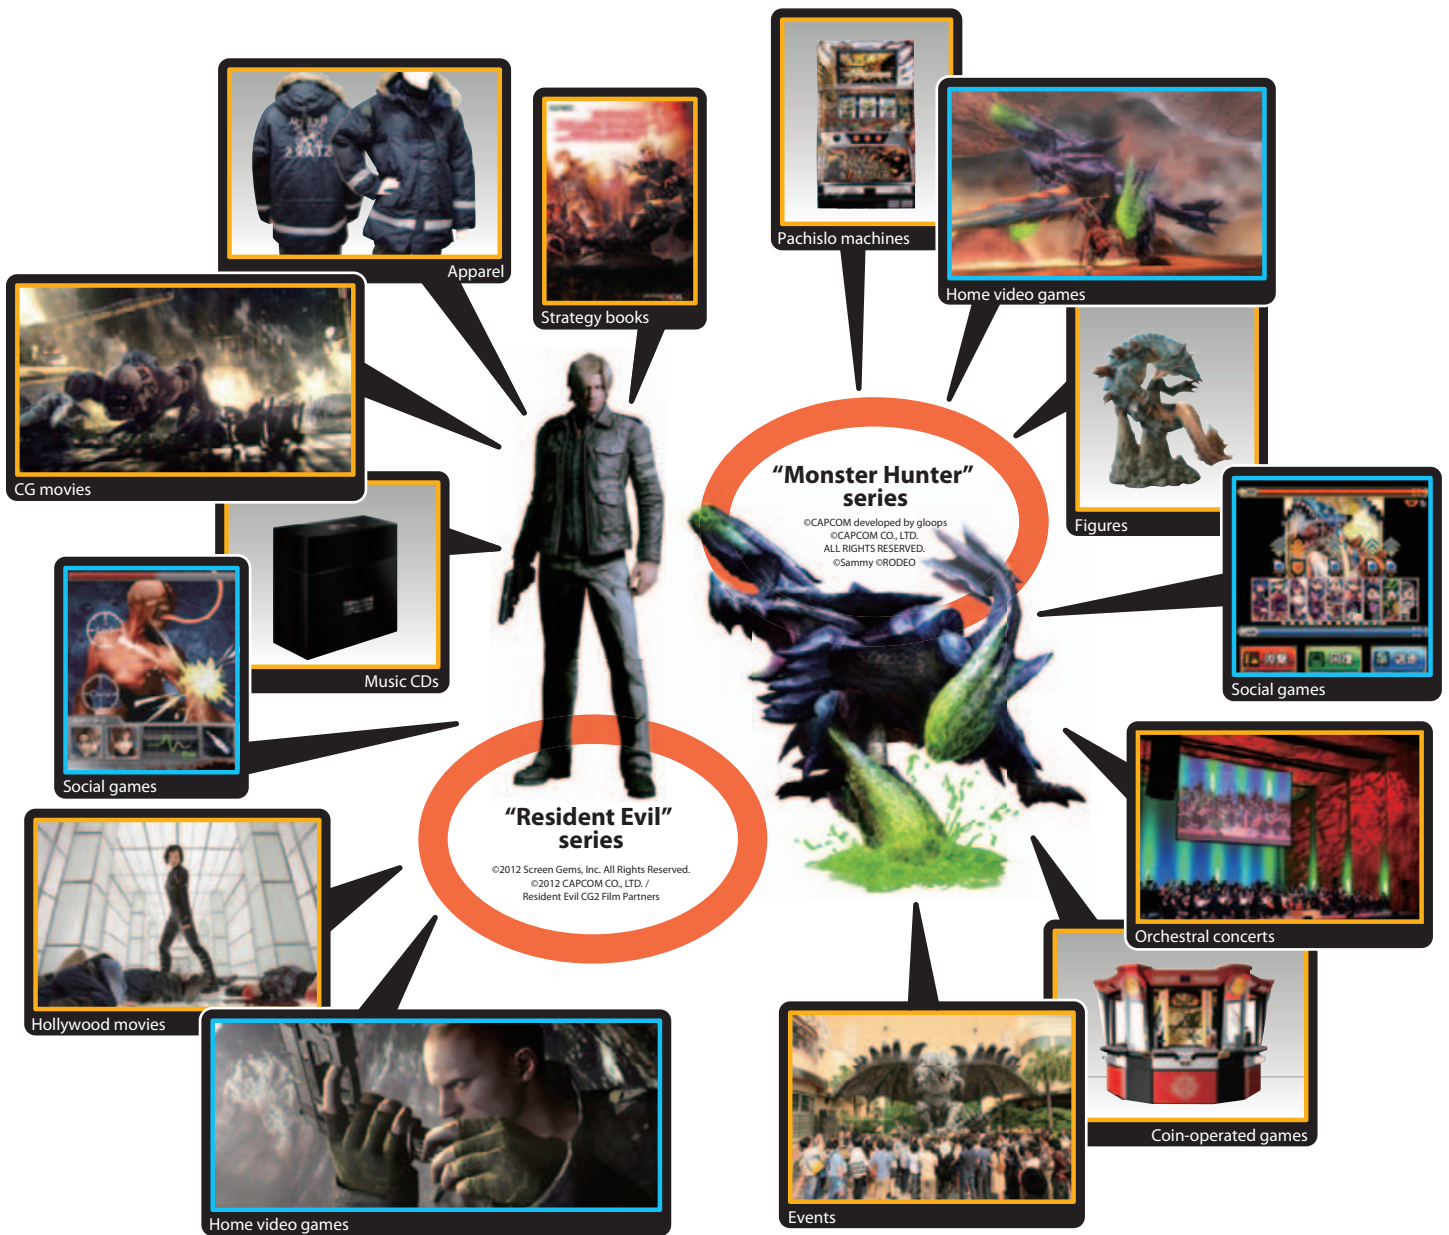 Pachislo machines
Home video games
Apparel
Strategy books
CG movies
Figures
"Monster Hunter"
series
©CAPCOM developed by gloops
©CAPCOM CO., LTD.
ALL RIGHTS RESERVED.
©Sammy ©RODEO
Music CDs
Social games
Social games
"Resident Evil"
series
©2012 Screen Gems, Inc. All Rights Reserved.
©2012 CAPCOM CO., LTD. /
Resident Evil CG2 Film Partners
Orchestral concerts
Hollywood movies
Coin-operated games
Home video games
Events